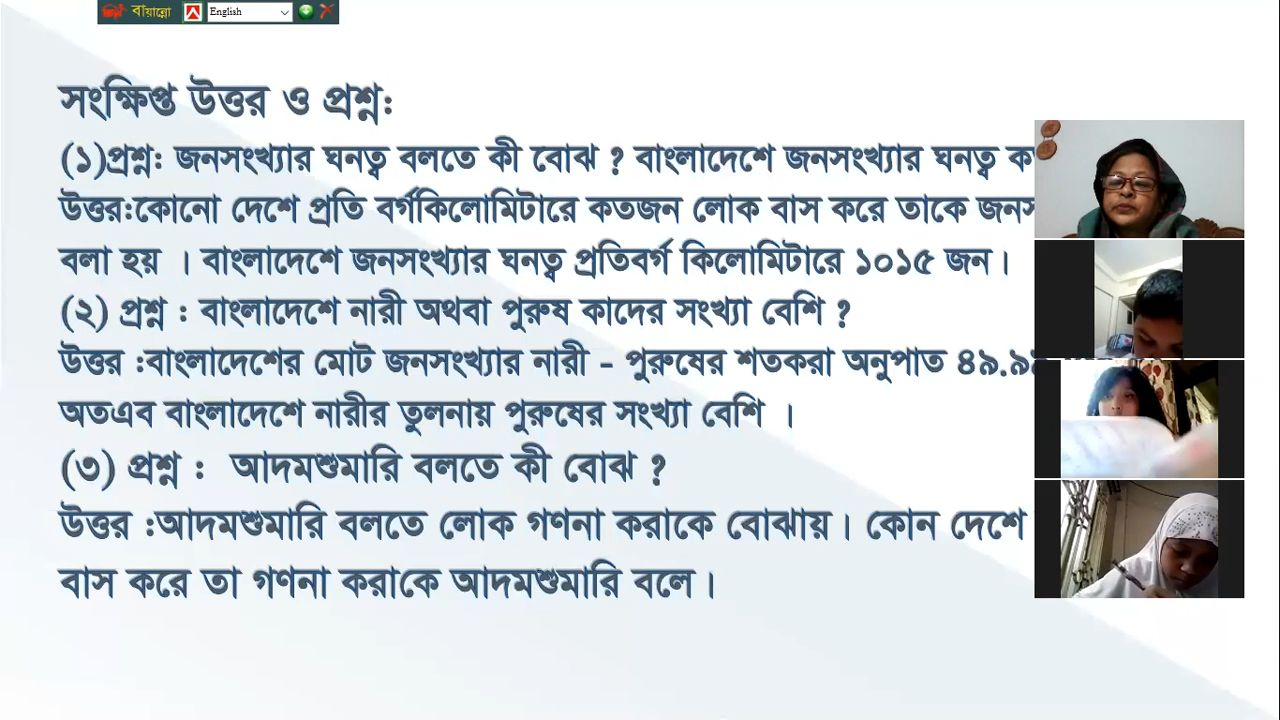 বায়ান্নো English
সংক্ষিপ্ত উত্তর ও প্রশ্ন:
(১)প্রশ্ন: জনসংখ্যার ঘনত্ব বলতে কী বোঝ ? বাংলাদেশে জনসংখ্যার ঘনত্ব
উত্তর:কোনো দেশে প্রতি বর্গকিলোমিটারে কতজন লোক বাস করে তাকে
বলা হয় । বাংলাদেশে জনসংখ্যার ঘনত্ব প্রতিবর্গ কিলোমিটারে ১০১৫ জন।
(২) প্রশ্ন : বাংলাদেশে নারী অথবা পুরুষ কাদের সংখ্যা বেশি ?
উত্তর :বাংলাদেশের মোট জনসংখ্যার নারী - পুরুষের শতকরা অনুপাত
অতএব বাংলাদেশে নারীর তুলনায় পুরুষের সংখ্যা বেশি ।
(৩) প্রশ্ন : আদমশুমারি বলতে কী বোঝ ?
উত্তর :আদমশুমারি বলতে লোক গণনা করাকে বোঝায়। কোন দেশে
বাস করে তা গণনা করাকে আদমশুমারি বলে।